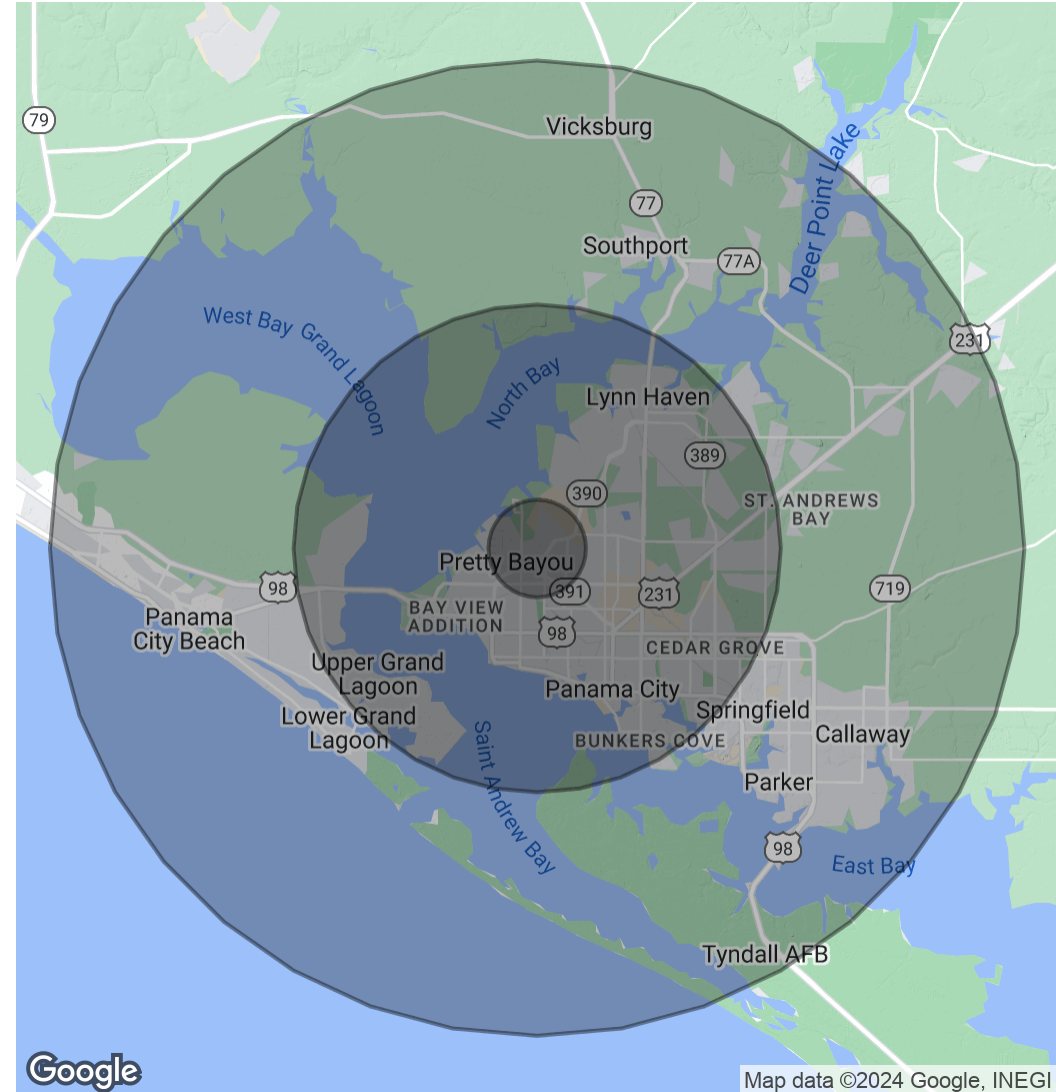 79
Vicksburg
Deer Point Lake
77
Southport
77A
West Bay
Grand Lagoon
231
North Bay
Lynn Haven
389
390
ST. ANDREWS
BAY
Pretty Bayou
98
391
231
719
BAY VIEW
ADDITION
Panama
City Beach
98
CEDAR GROVE
Upper Grand
Lagoon
Panama City
Lower Grand
Lagoon
Springfield
Saint Andrew Bay
BUNKERS COVE
Callaway
Parker
98
East Bay
Tyndall AFB
Google
Map data ©2024 Google, INEGI